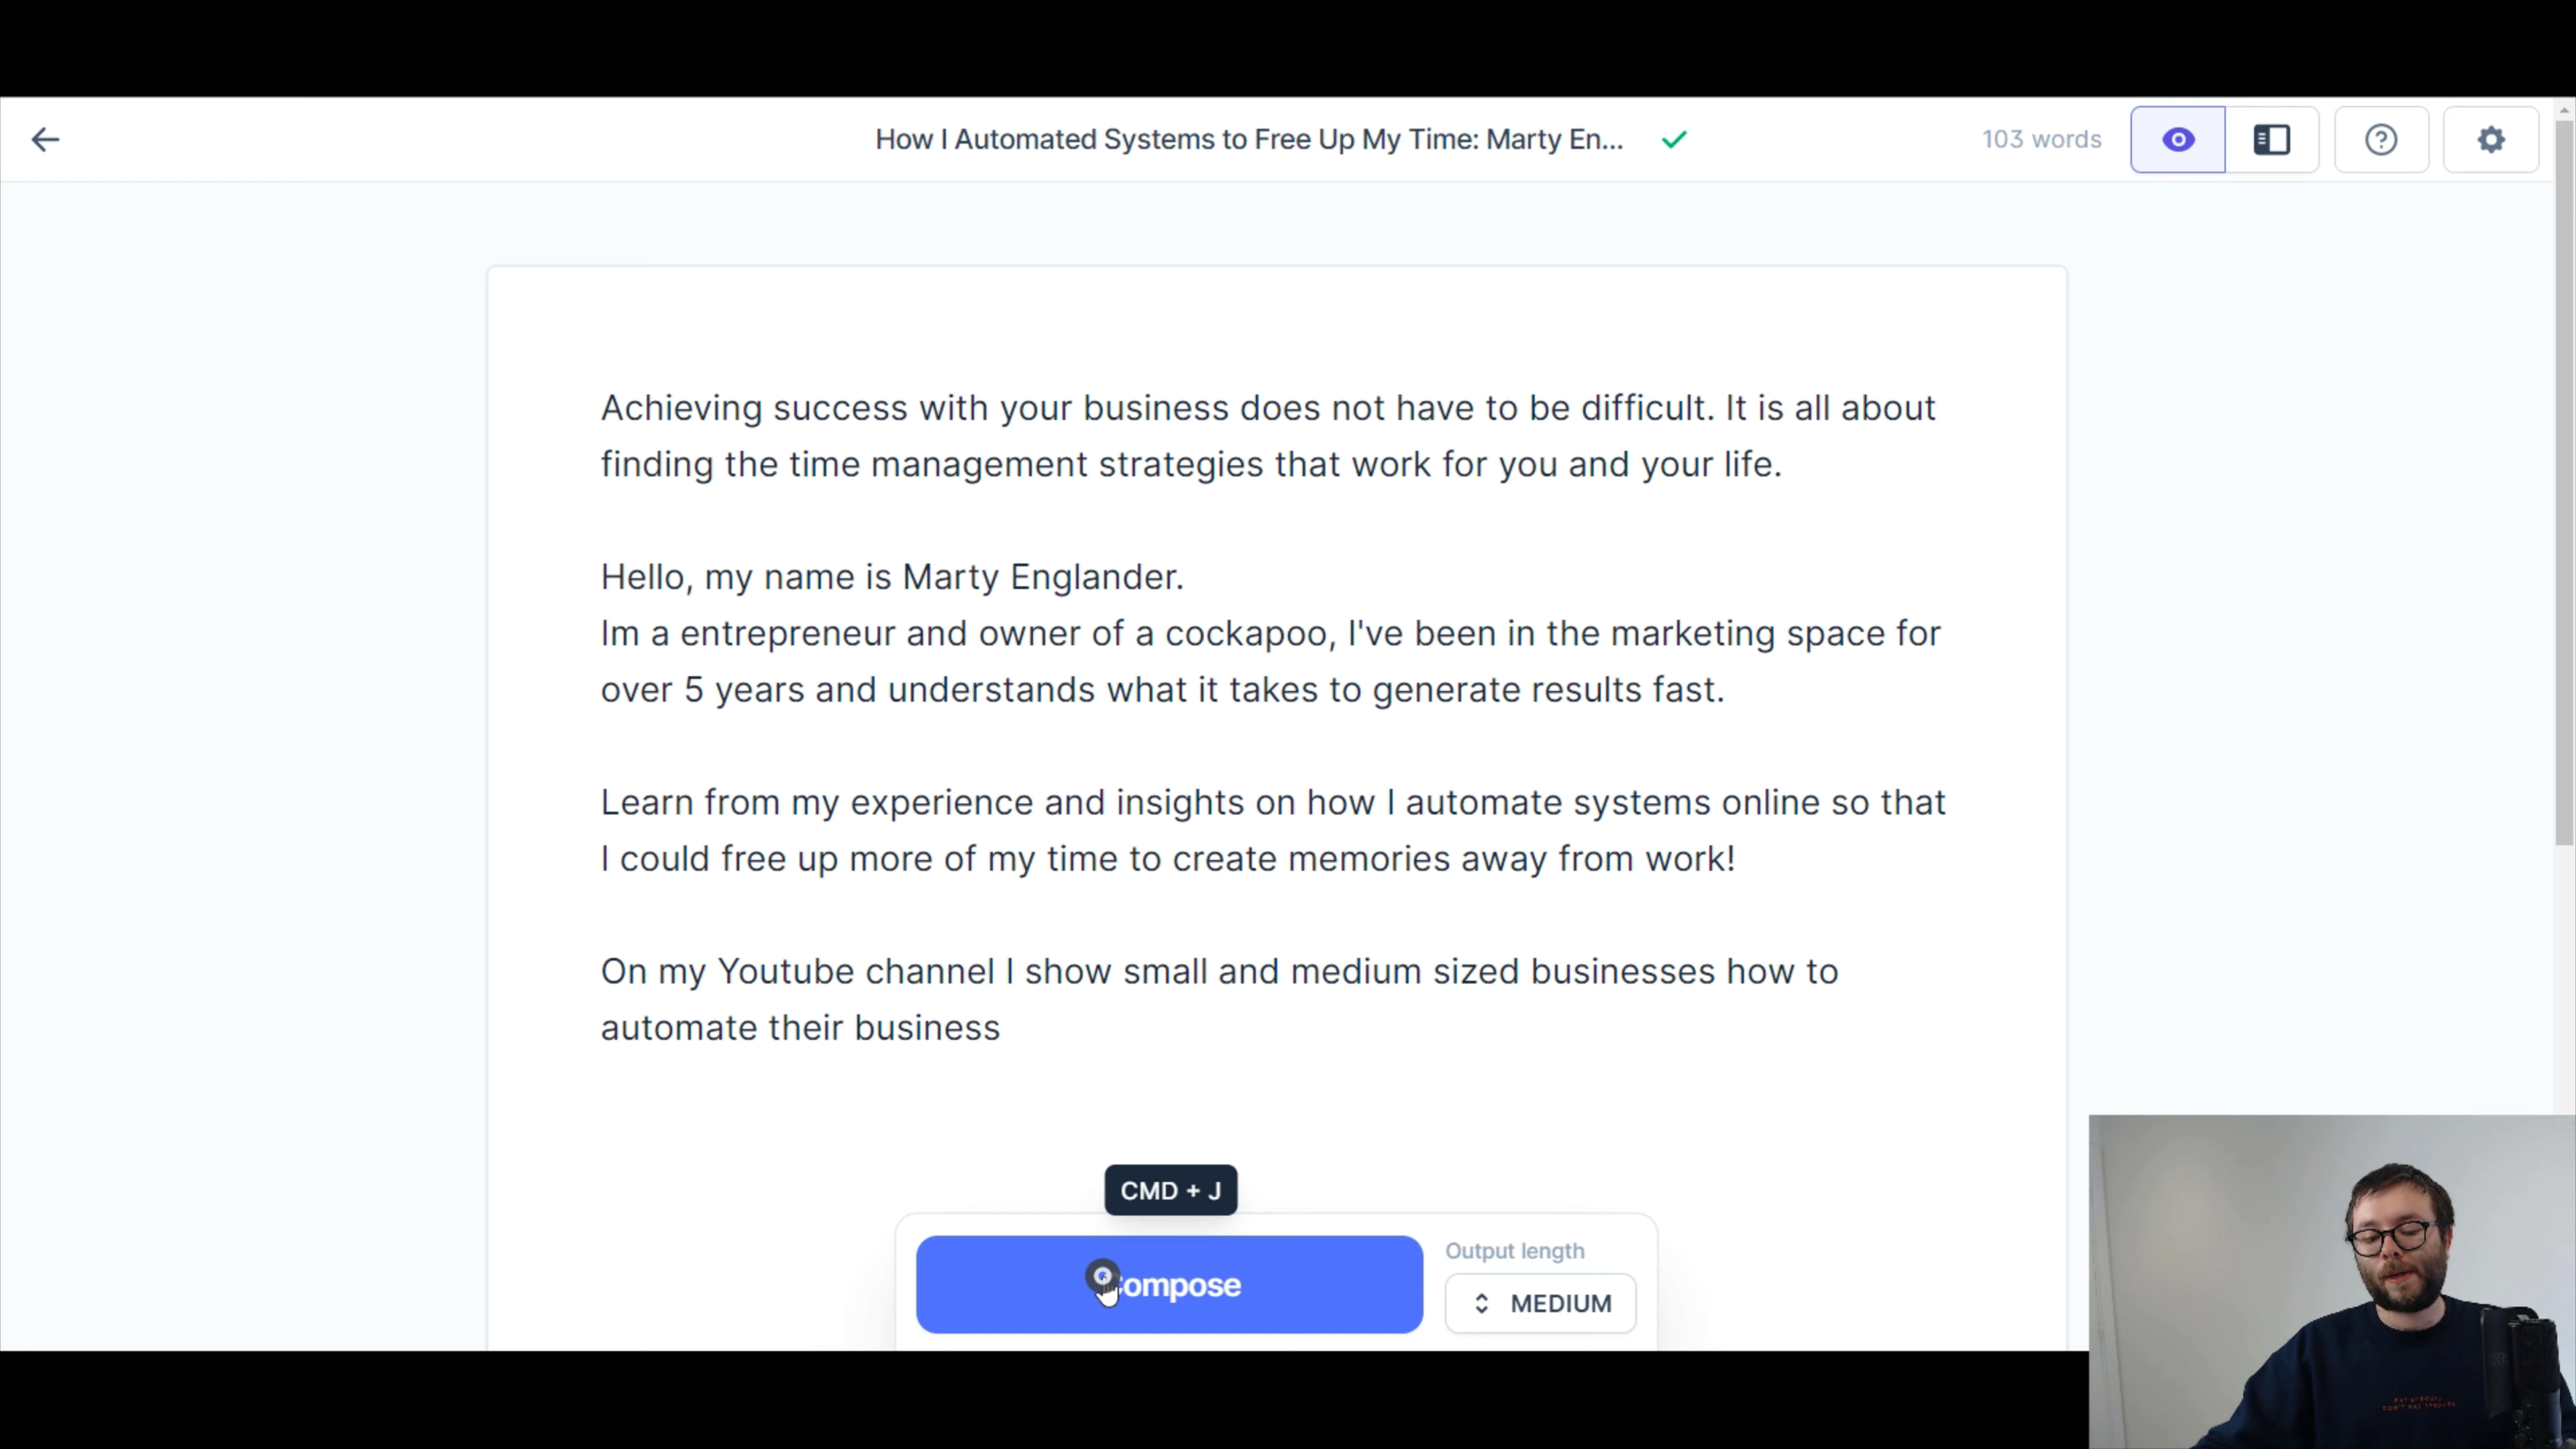 How I Automated Systems to Free Up My Time: Marty En...
103 words
Achieving success with your business does not have to be difficult. It is all about
finding the time management strategies that work for you and your life.
Hello, my name is Marty Englander.
Im a entrepreneur and owner of a cockapoo, I've been in the marketing space for
over 5 years and understands what it takes to generate results fast.
Learn from my experience and insights on how I automate systems online so that
I could free up more of my time to create memories away from work!
On my Youtube channel I show small and medium sized businesses how to
automate their business
CMD + J
Compose
Output length
MEDIUM